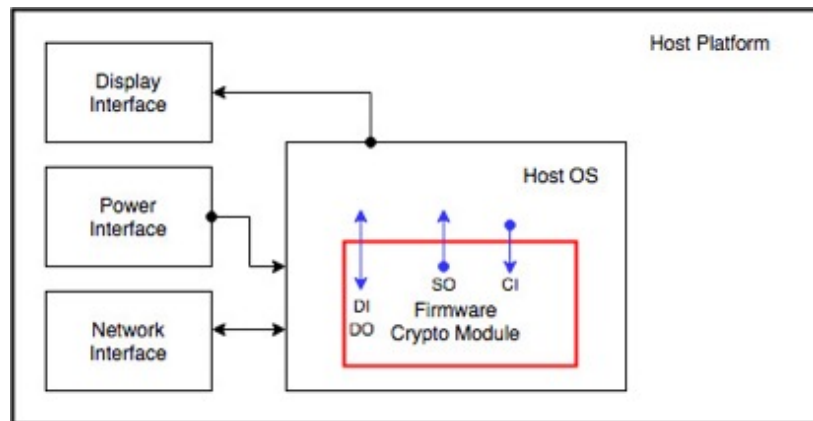 Host Platform
Display
Interface
Host OS
Power
Interface
SO
CI
DI
DO
Firmware
Crypto Module
Network
Interface